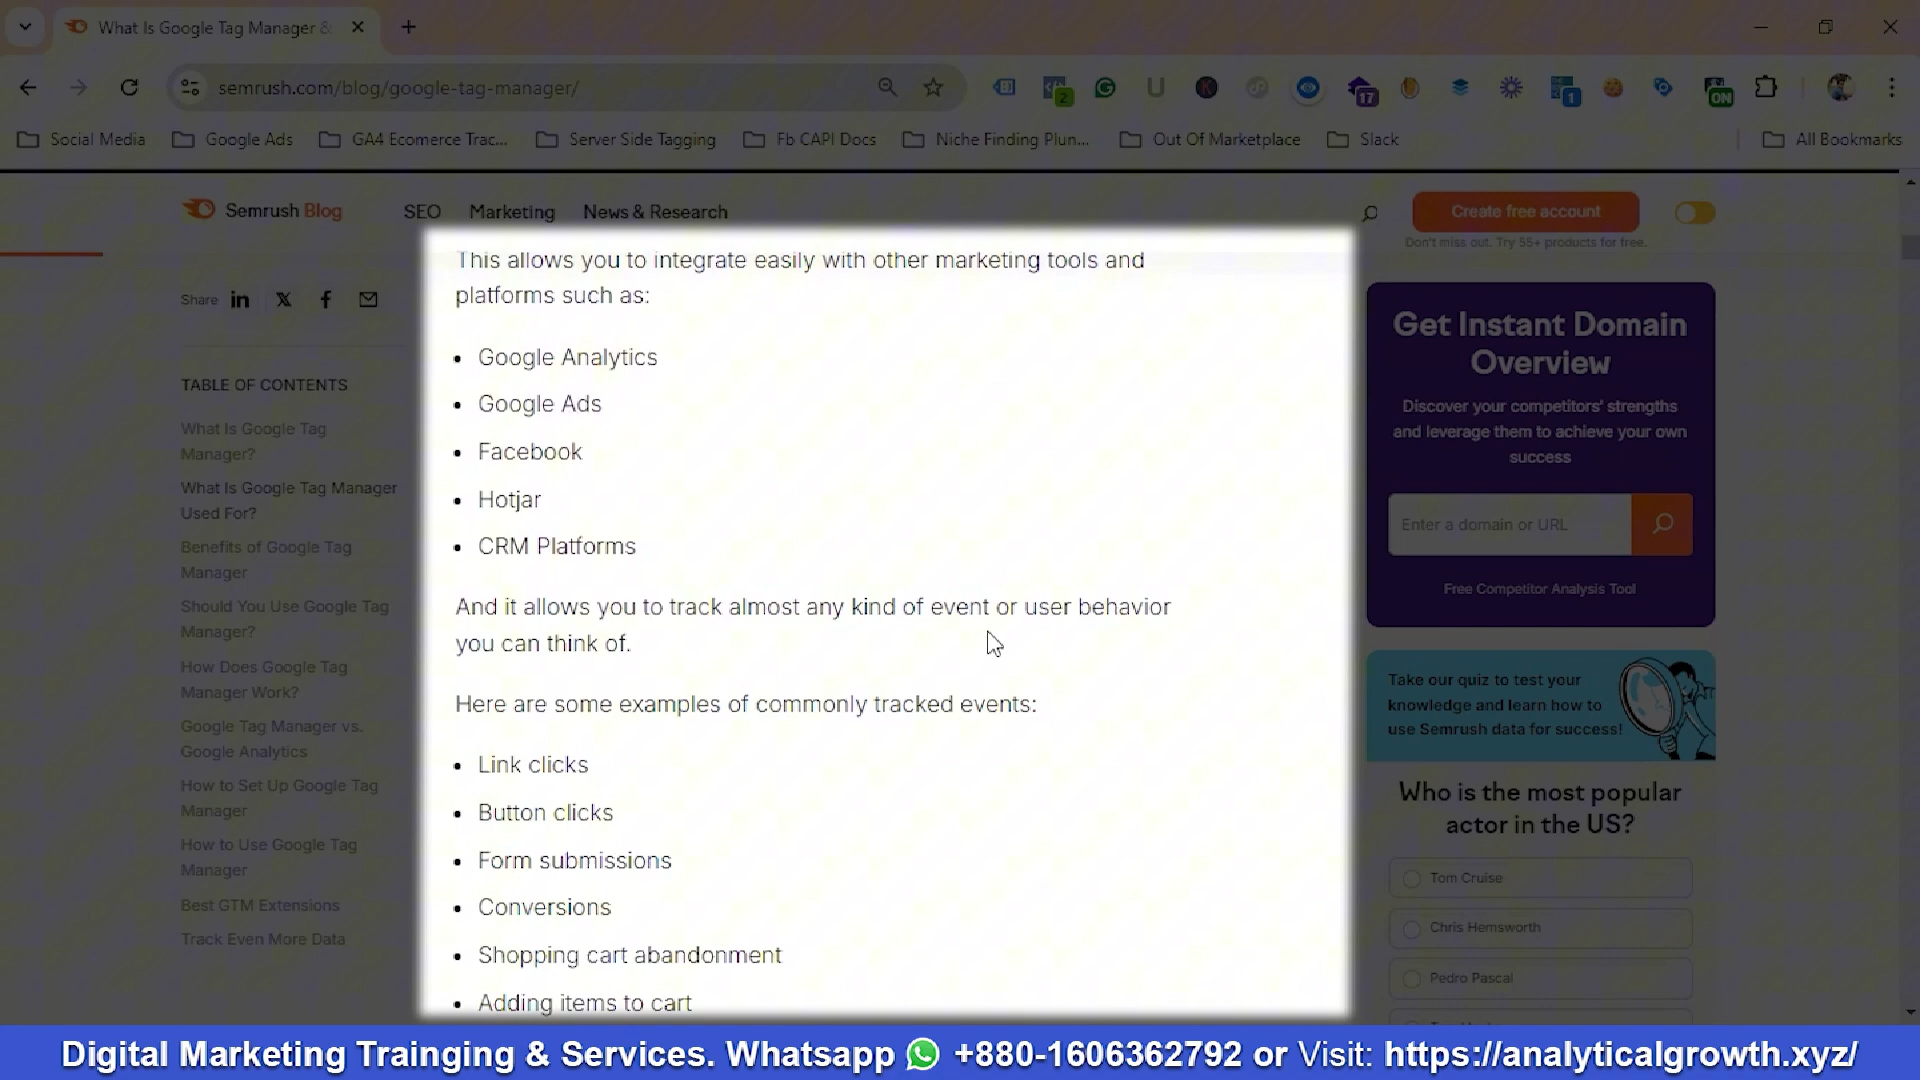 What Is Google Tag Manager &
semrush.com/blog/google-tag-manager/
2
17
1
ON
Social Media
Google Ads
GA4 Ecomerce Trac...
Server Side Tagging
Fb CAPI Docs
Niche Finding Plun...
Out Of Marketplace
Slack
All Bookmarks
Semrush Blog
SEO
Marketing
News & Research
Create free account
Don't miss out. Try 55+ products for free.
Share
TABLE OF CONTENTS
What Is Google Tag
Manager?
What Is Google Tag Manager
Used For?
Benefits of Google Tag
Manager
Should You Use Google Tag
Manager?
How Does Google Tag
Manager Work?
Google Tag Manager vs.
Google Analytics
How to Set Up Google Tag
Manager
How to Use Google Tag
Manager
Best GTM Extensions
Track Even More Data
This allows you to integrate easily with other marketing tools and
platforms such as:
• Google Analytics
• Google Ads
• Facebook
• Hotjar
• CRM Platforms
And it allows you to track almost any kind of event or user behavior
you can think of.
Here are some examples of commonly tracked events:
• Link clicks
• Button clicks
• Form submissions
• Conversions
• Shopping cart abandonment
• Adding items to cart
Get Instant Domain
Overview
Discover your competitors' strengths
and leverage them to achieve your own
success
Enter a domain or URL
Free Competitor Analysis Tool
Take our quiz to test your
knowledge and learn how to
use Semrush data for success!
Who is the most popular
actor in the US?
Tom Cruise
Chris Hemsworth
Pedro Pascal
Digital Marketing Trainging & Services. Whatsapp +880-1606362792 or Visit: https://analyticalgrowth.xyz/